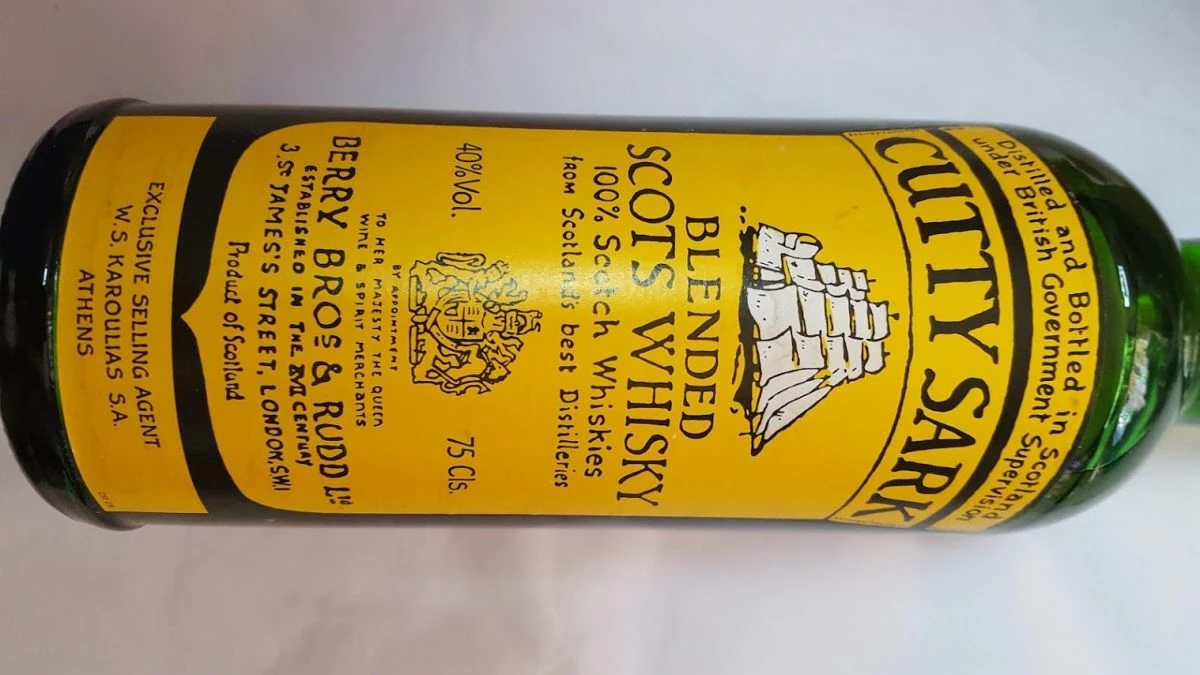 Distilled and Bottled in Scotland
under British Government Supervision
CUTTY SARK
BLENDED
SCOTS WHISKY
100% Scotch Whiskies
from Scotland's best Distilleries
40%Vol. 75 Cls.
BY APPOINTMENT
TO HER MAJESTY THE QUEEN
WINE & SPIRIT MERCHANTS
BERRY BROS & RUDD LTD
ESTABLISHED IN THE XVII CENTURY
3, ST JAMES'S STREET, LONDON, SW1
Product of Scotland
EXCLUSIVE SELLING AGENT
W.S. KAROULIAS S.A.
ATHENS